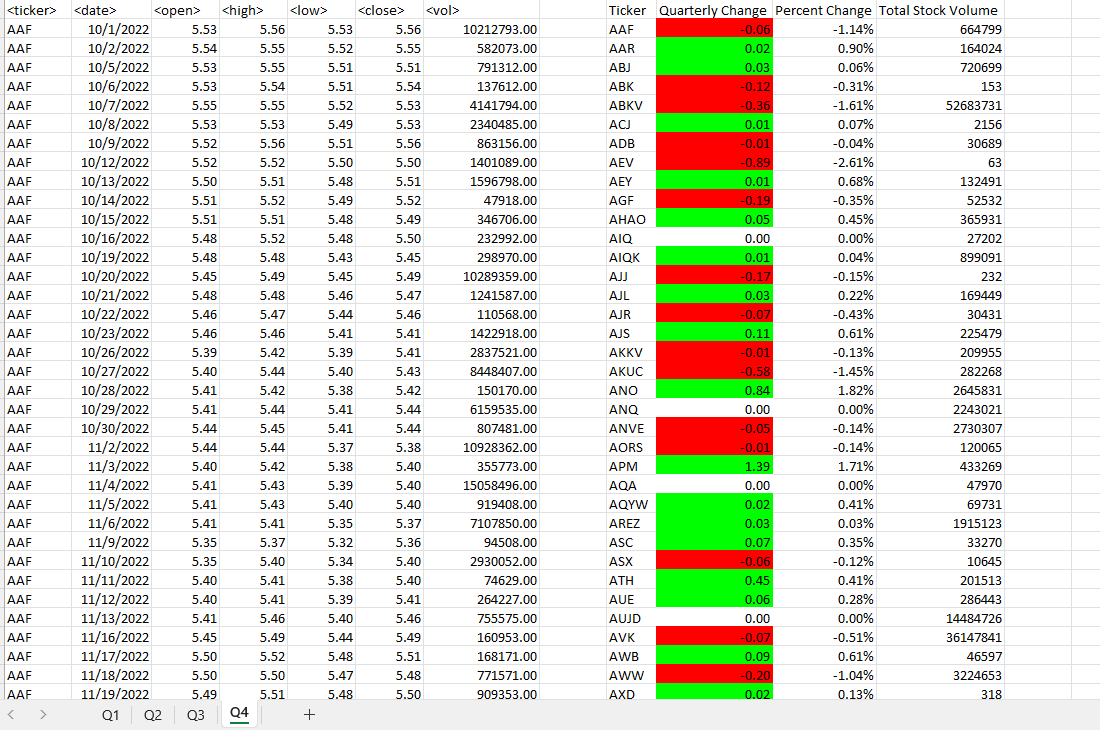 <ticker> <date> <open> <high> <low> <close> <vol> Ticker Quarterly Change Percent Change Total Stock Volume
AAF 10/1/2022 5.53 5.56 5.53 5.56 10212793.00 AAF -0.06 -1.14% 664799
AAF 10/2/2022 5.54 5.55 5.52 5.55 582073.00 AAR 0.02 0.90% 164024
AAF 10/5/2022 5.53 5.55 5.51 5.51 791312.00 ABJ 0.03 0.06% 720699
AAF 10/6/2022 5.53 5.54 5.51 5.54 137612.00 ABK -0.12 -0.31% 153
AAF 10/7/2022 5.55 5.55 5.52 5.53 4141794.00 ABKV -0.36 -1.61% 52683731
AAF 10/8/2022 5.53 5.53 5.49 5.53 2340485.00 ACJ 0.01 0.07% 2156
AAF 10/9/2022 5.52 5.56 5.51 5.56 863156.00 ADB -0.01 -0.04% 30689
AAF 10/12/2022 5.52 5.52 5.50 5.50 1401089.00 AEV -0.89 -2.61% 63
AAF 10/13/2022 5.50 5.51 5.48 5.51 1596798.00 AEY 0.01 0.68% 132491
AAF 10/14/2022 5.51 5.52 5.49 5.52 47918.00 AGF -0.19 -0.35% 52532
AAF 10/15/2022 5.51 5.51 5.48 5.49 346706.00 AHAO 0.05 0.45% 365931
AAF 10/16/2022 5.48 5.52 5.48 5.50 232992.00 AIQ 0.00 0.00% 27202
AAF 10/19/2022 5.48 5.48 5.43 5.45 298970.00 AIQK 0.01 0.04% 899091
AAF 10/20/2022 5.45 5.49 5.45 5.49 10289359.00 AJJ -0.17 -0.15% 232
AAF 10/21/2022 5.48 5.48 5.46 5.47 1241587.00 AJL 0.03 0.22% 169449
AAF 10/22/2022 5.46 5.47 5.44 5.46 110568.00 AJR -0.07 -0.43% 30431
AAF 10/23/2022 5.46 5.46 5.41 5.41 1422918.00 AJS 0.11 0.61% 225479
AAF 10/26/2022 5.39 5.42 5.39 5.41 2837521.00 AKKV -0.01 -0.13% 209955
AAF 10/27/2022 5.40 5.44 5.40 5.43 8448407.00 AKUC -0.58 -1.45% 282268
AAF 10/28/2022 5.41 5.42 5.38 5.42 150170.00 ANO 0.84 1.82% 2645831
AAF 10/29/2022 5.41 5.44 5.41 5.44 6159535.00 ANQ 0.00 0.00% 2243021
AAF 10/30/2022 5.44 5.45 5.41 5.44 807481.00 ANVE -0.05 -0.14% 2730307
AAF 11/2/2022 5.44 5.44 5.37 5.38 10928362.00 AORS -0.01 -0.14% 120065
AAF 11/3/2022 5.40 5.42 5.38 5.40 355773.00 APM 1.39 1.71% 433269
AAF 11/4/2022 5.41 5.43 5.39 5.40 15058496.00 AQA 0.00 0.00% 47970
AAF 11/5/2022 5.41 5.43 5.40 5.40 919408.00 AQYW 0.02 0.41% 69731
AAF 11/6/2022 5.41 5.41 5.35 5.37 7107850.00 AREZ 0.03 0.03% 1915123
AAF 11/9/2022 5.35 5.37 5.32 5.36 94508.00 ASC 0.07 0.35% 33270
AAF 11/10/2022 5.35 5.40 5.34 5.40 2930052.00 ASX -0.06 -0.12% 10645
AAF 11/11/2022 5.40 5.41 5.38 5.40 74629.00 ATH 0.45 0.41% 201513
AAF 11/12/2022 5.40 5.41 5.39 5.41 264227.00 AUE 0.06 0.28% 286443
AAF 11/13/2022 5.41 5.46 5.40 5.46 755575.00 AUJD 0.00 0.00% 14484726
AAF 11/16/2022 5.45 5.49 5.44 5.49 160953.00 AVK -0.07 -0.51% 36147841
AAF 11/17/2022 5.50 5.52 5.48 5.51 168171.00 AWB 0.09 0.61% 46597
AAF 11/18/2022 5.50 5.50 5.47 5.48 771571.00 AWW -0.20 -1.04% 3224653
AAF 11/19/2022 5.49 5.51 5.48 5.50 909353.00 AXD 0.02 0.13% 318
Q1 Q2 Q3 Q4